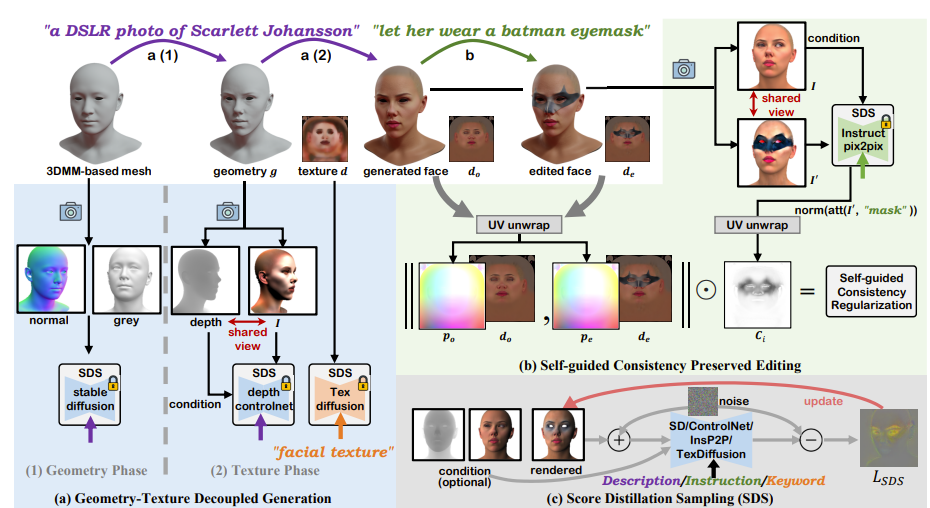 "a DSLR photo of Scarlett Johansson"
"let her wear a batman eyemask"
a (1)
a (2)
b
3DMM-based mesh
geometry g
texture d
generated face
d_o
edited face
d_e
normal
grey
depth
I
shared
view
condition
SDS
stable
diffusion
SDS
depth
controlnet
SDS
Tex
diffusion
"facial texture"
(1) Geometry Phase
(2) Texture Phase
(a) Geometry-Texture Decoupled Generation
I
condition
shared
view
I'
SDS
Instruct
pix2pix
norm(att(I', "mask" ))
UV unwrap
UV unwrap
||
p_o
d_o
,
p_e
d_e
||
⊙
C_i
=
Self-guided
Consistency
Regularization
(b) Self-guided Consistency Preserved Editing
condition
(optional)
rendered
+
noise
SD/ControlNet/
InsP2P/
TexDiffusion
−
update
L_SDS
Description/Instruction/Keyword
(c) Score Distillation Sampling (SDS)